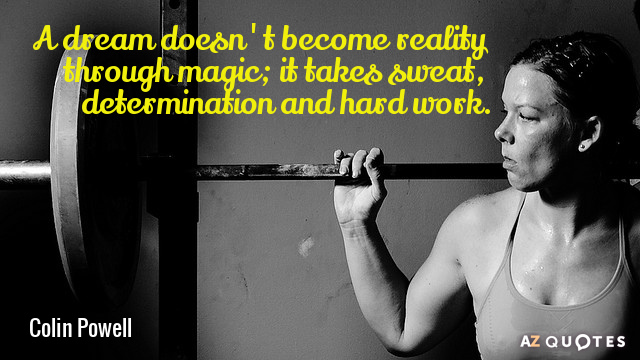 A dream doesn't become reality
through magic; it takes sweat,
determination and hard work.
Colin Powell
AZ QUOTES